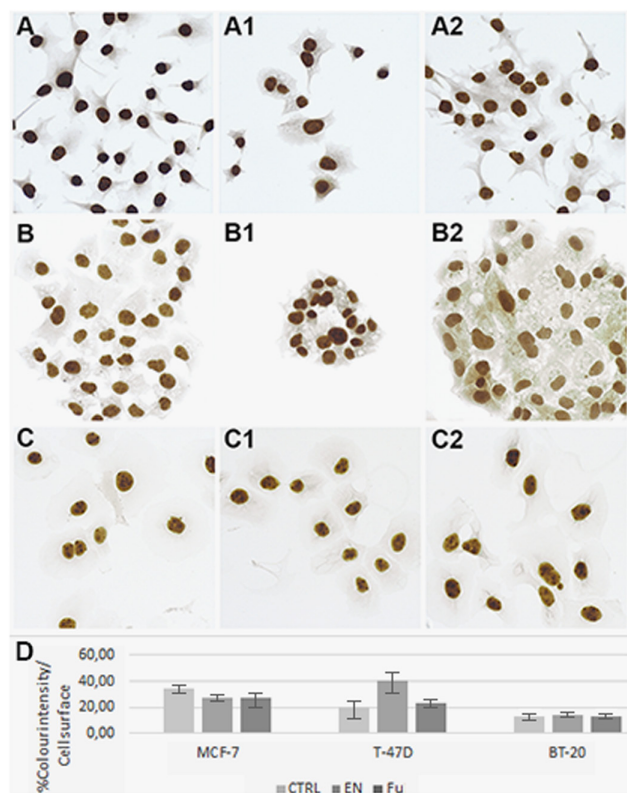 A A1 A2
B B1 B2
C C1 C2
D
%Colourintensity/
Cellsurface
60,00
40,00
20,00
0,00
MCF-7 T-47D BT-20
CTRL EN Fu